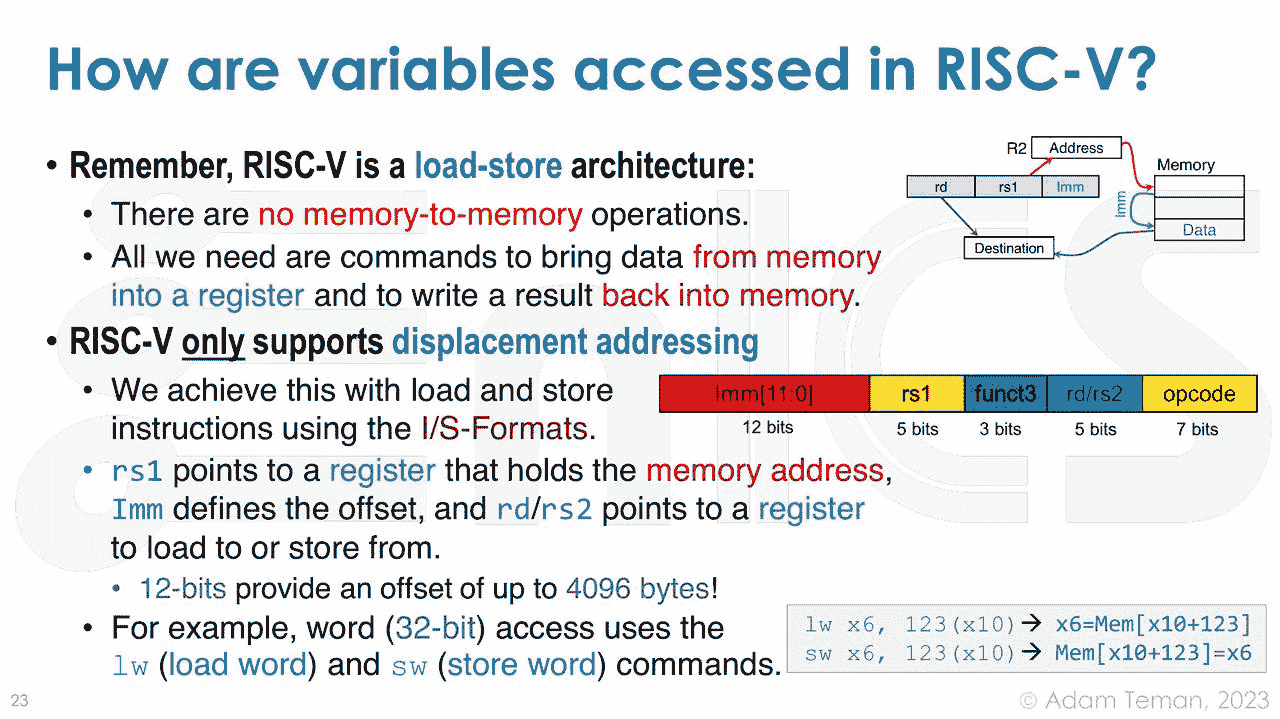 How are variables accessed in RISC-V?
• Remember, RISC-V is a load-store architecture:
• There are no memory-to-memory operations.
• All we need are commands to bring data from memory
into a register and to write a result back into memory.
• RISC-V only supports displacement addressing
• We achieve this with load and store
instructions using the I/S-Formats.
• rs1 points to a register that holds the memory address,
Imm defines the offset, and rd/rs2 points to a register
to load to or store from.
• 12-bits provide an offset of up to 4096 bytes!
• For example, word (32-bit) access uses the
lw (load word) and sw (store word) commands.
R2 Address
Memory
rd rs1 Imm
Imm
Data
Destination
Imm[11:0] rs1 funct3 rd/rs2 opcode
12 bits 5 bits 3 bits 5 bits 7 bits
lw x6, 123(x10)→ x6=Mem[x10+123]
sw x6, 123(x10)→ Mem[x10+123]=x6
23
© Adam Teman, 2023
EnICS